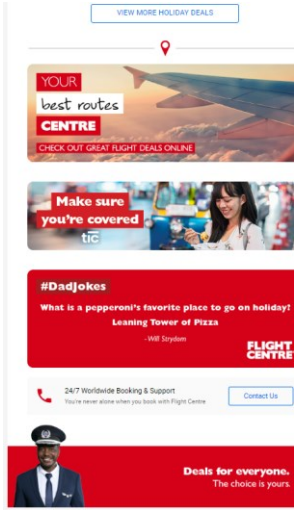 VIEW MORE HOLIDAY DEALS
YOUR
best routes
CENTRE
CHECK OUT GREAT FLIGHT DEALS ONLINE
Make sure
you're covered
tic
#Dadjokes
What is a pepperoni's favorite place to go on holiday?
Leaning Tower of Pizza
- Will Strydom
FLIGHT
CENTRE
24/7 Worldwide Booking & Support
You're never alone when you book with Flight Centre
Contact Us
Deals for everyone.
The choice is yours.